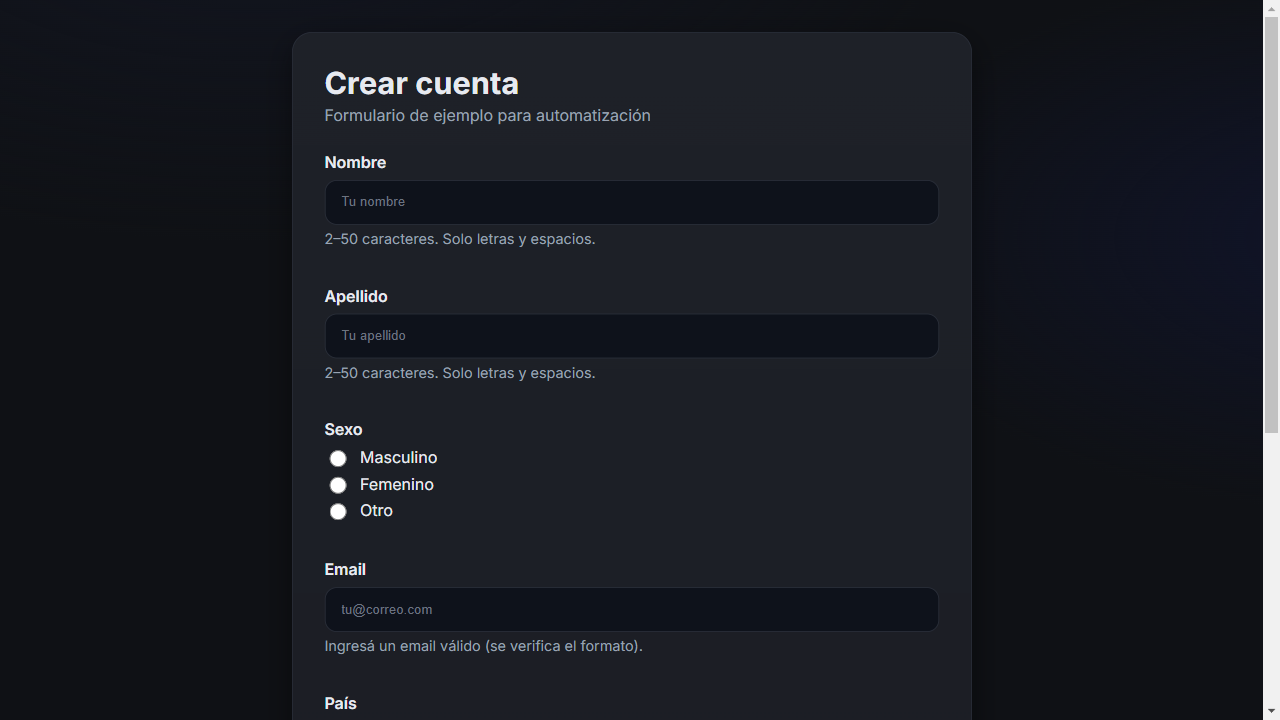 Crear cuenta
Formulario de ejemplo para automatización
Nombre
Tu nombre
2–50 caracteres. Solo letras y espacios.
Apellido
Tu apellido
2–50 caracteres. Solo letras y espacios.
Sexo
Masculino
Femenino
Otro
Email
tu@correo.com
Ingresá un email válido (se verifica el formato).
País